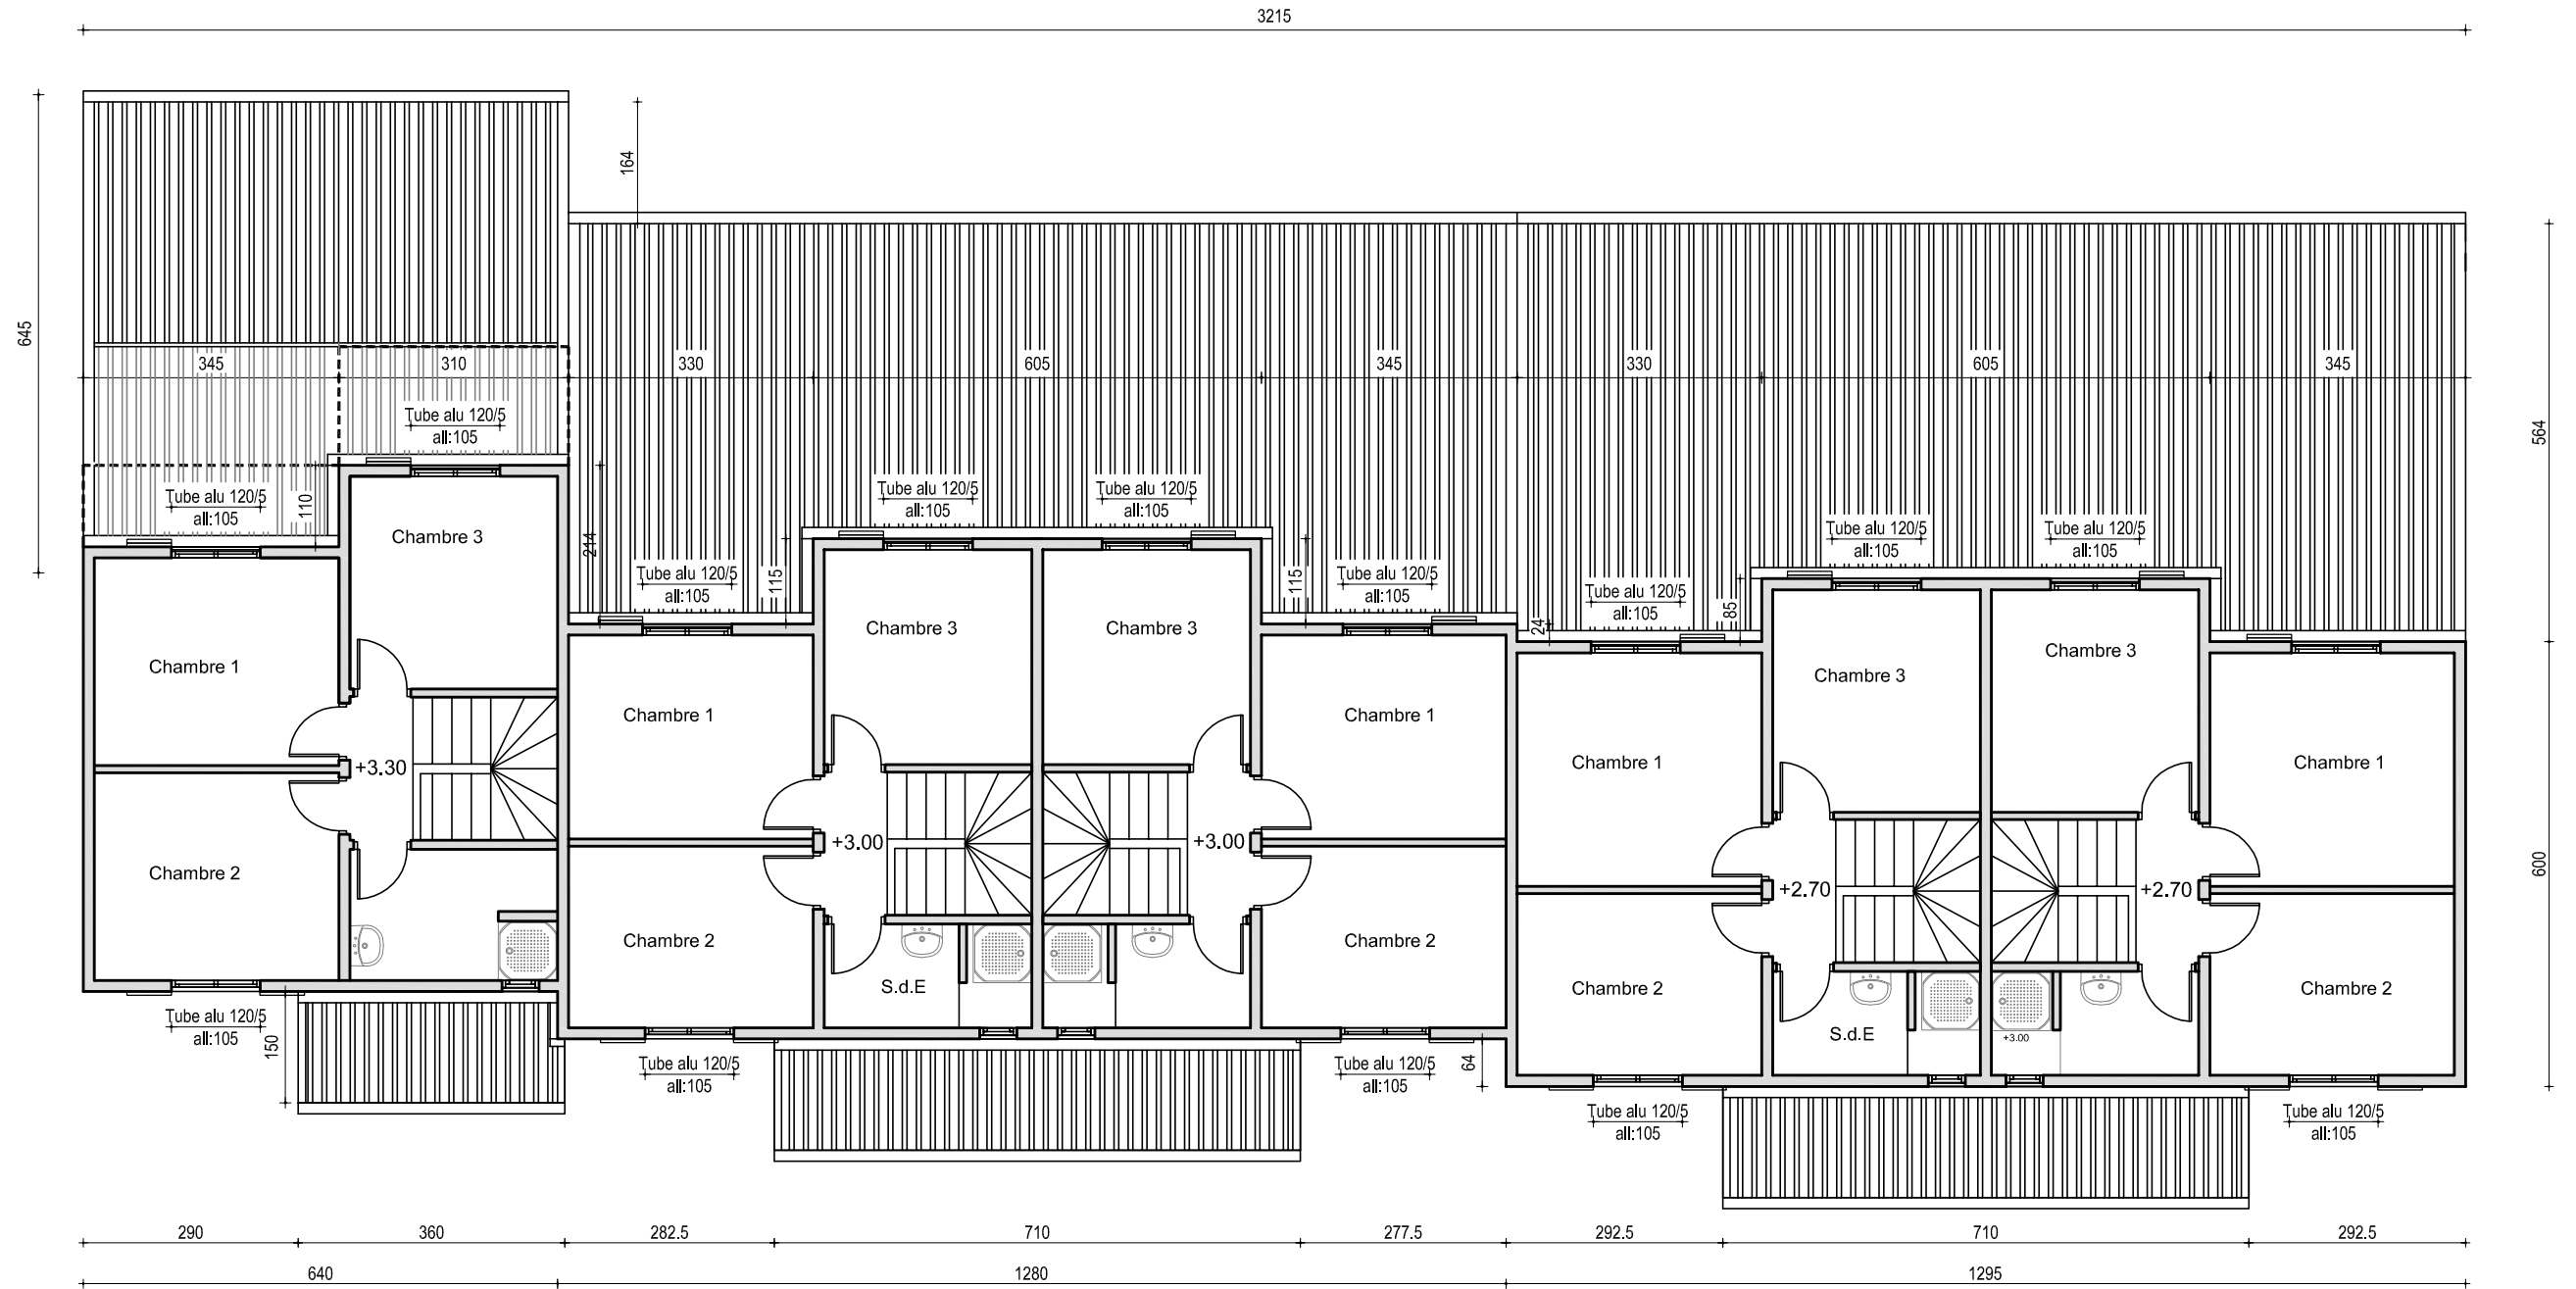 3215
645
164
564
345
310
330
605
345
330
605
345
Tube alu 120/5
all:105
Tube alu 120/5
all:105
110
214
Tube alu 120/5
all:105
Tube alu 120/5
all:105
Tube alu 120/5
all:105
115
115
Tube alu 120/5
all:105
Tube alu 120/5
all:105
Tube alu 120/5
all:105
Tube alu 120/5
all:105
24
85
Chambre 3
Chambre 3
Chambre 3
Chambre 3
Chambre 3
Chambre 1
Chambre 1
Chambre 1
Chambre 1
Chambre 1
+3.30
+3.00
+3.00
+2.70
+2.70
600
Chambre 2
Chambre 2
Chambre 2
Chambre 2
Chambre 2
S.d.E
S.d.E
+3.00
Tube alu 120/5
all:105
150
Tube alu 120/5
all:105
Tube alu 120/5
all:105
64
Tube alu 120/5
all:105
Tube alu 120/5
all:105
290
360
282.5
710
277.5
292.5
710
292.5
640
1280
1295